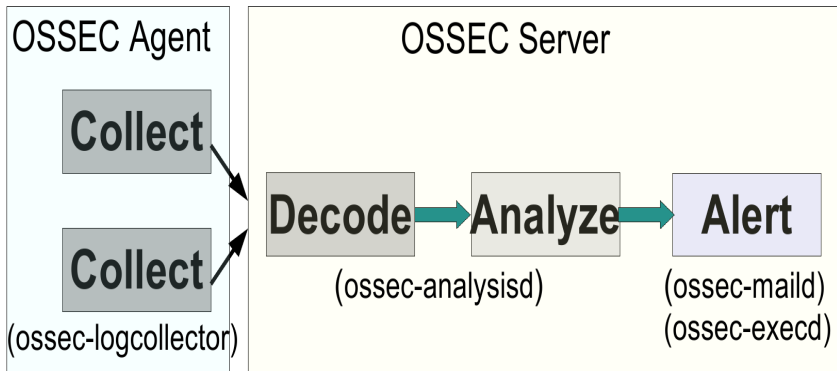 OSSEC Agent
Collect
Collect
(ossec-logcollector)
OSSEC Server
Decode
Analyze
Alert
(ossec-analysisd)
(ossec-maild)
(ossec-execd)